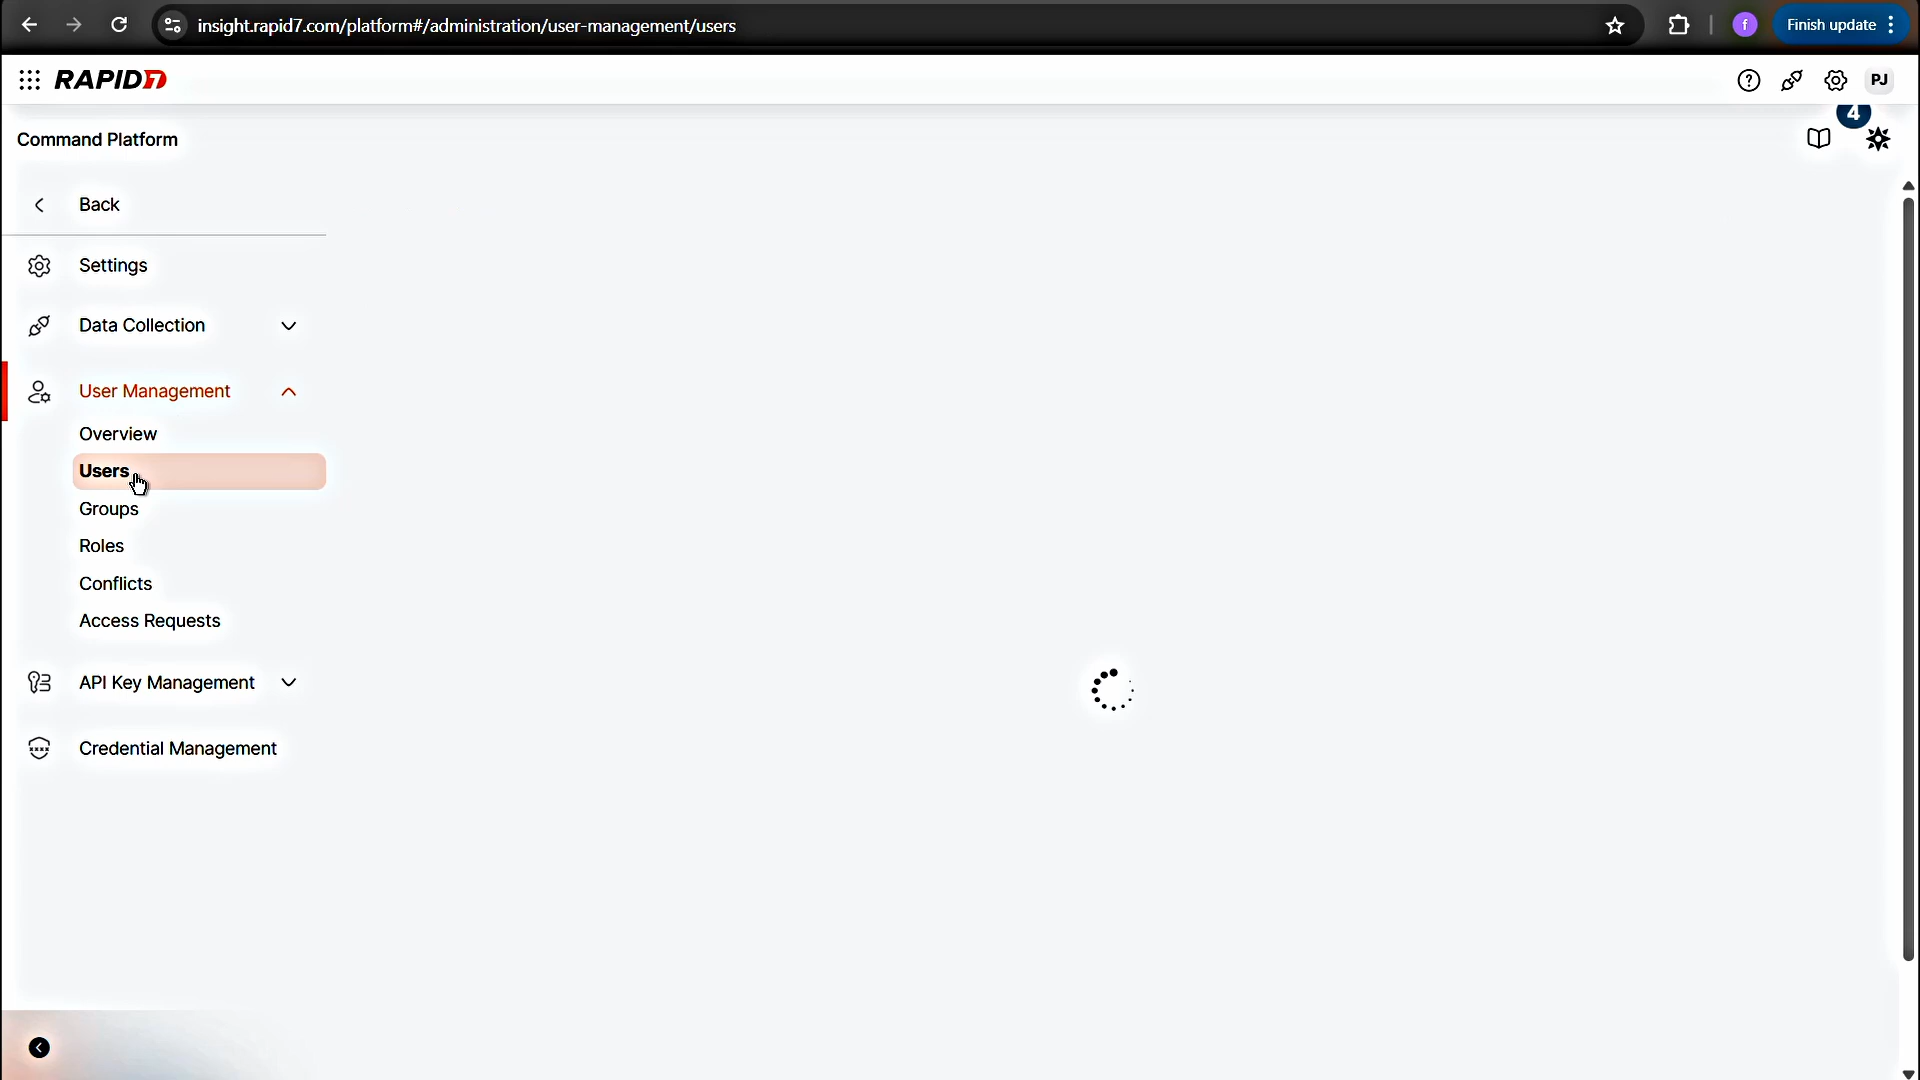 insight.rapid7.com/platform#/administration/user-management/users
f
Finish update
RAPID7
PJ
4
Command Platform
Back
Settings
Data Collection
User Management
Overview
Users
Groups
Roles
Conflicts
Access Requests
API Key Management
Credential Management